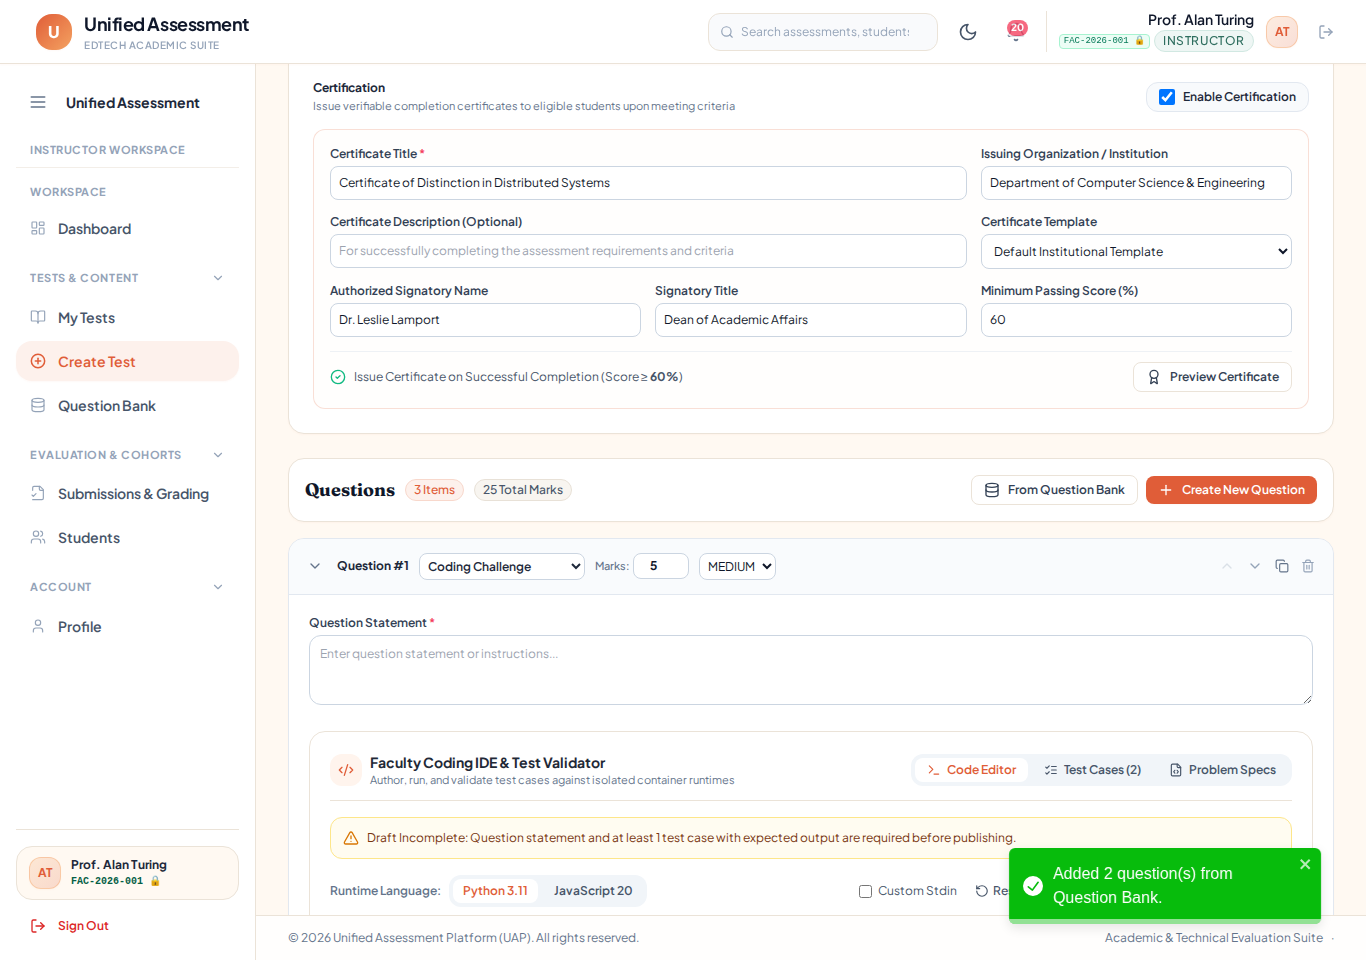 U
Unified Assessment
EDTECH ACADEMIC SUITE
Search assessments, students
20
Prof. Alan Turing
FAC-2026-001 🔒
INSTRUCTOR
AT
Unified Assessment
INSTRUCTOR WORKSPACE
WORKSPACE
Dashboard
TESTS & CONTENT
My Tests
Create Test
Question Bank
EVALUATION & COHORTS
Submissions & Grading
Students
ACCOUNT
Profile
AT
Prof. Alan Turing
FAC-2026-001 🔒
Sign Out
Certification
Issue verifiable completion certificates to eligible students upon meeting criteria
Enable Certification
Certificate Title *
Issuing Organization / Institution
Certificate of Distinction in Distributed Systems
Department of Computer Science & Engineering
Certificate Description (Optional)
Certificate Template
For successfully completing the assessment requirements and criteria
Default Institutional Template
Authorized Signatory Name
Signatory Title
Minimum Passing Score (%)
Dr. Leslie Lamport
Dean of Academic Affairs
60
Issue Certificate on Successful Completion (Score ≥ 60%)
Preview Certificate
Questions
3 Items
25 Total Marks
From Question Bank
Create New Question
Question #1
Coding Challenge
Marks:
5
MEDIUM
Question Statement *
Enter question statement or instructions...
Faculty Coding IDE & Test Validator
Author, run, and validate test cases against isolated container runtimes
Code Editor
Test Cases (2)
Problem Specs
Draft Incomplete: Question statement and at least 1 test case with expected output are required before publishing.
Runtime Language:
Python 3.11
JavaScript 20
Custom Stdin
Added 2 question(s) from
Question Bank.
© 2026 Unified Assessment Platform (UAP). All rights reserved.
Academic & Technical Evaluation Suite ·